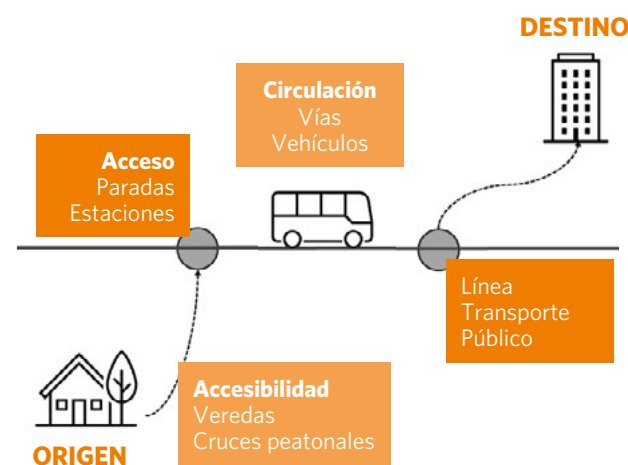 DESTINO
Circulación
Vías
Vehículos
Acceso
Paradas
Estaciones
Línea
Transporte
Público
Accesibilidad
Veredas
Cruces peatonales
ORIGEN